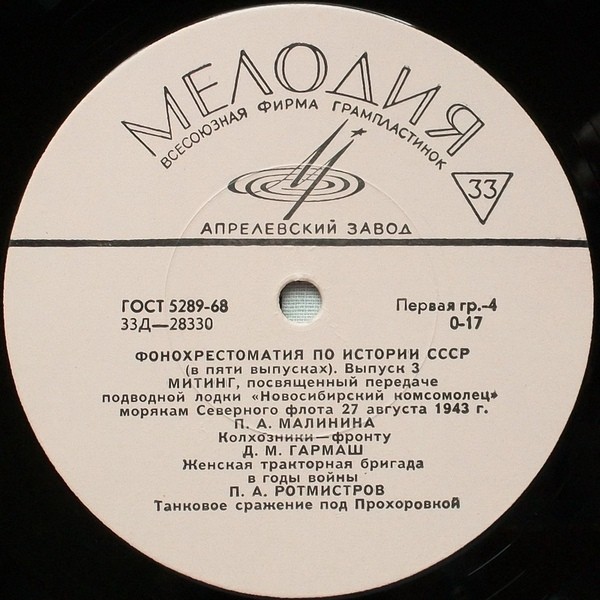 МЕЛОДИЯ
ВСЕСОЮЗНАЯ ФИРМА ГРАМПЛАСТИНОК
33
АПРЕЛЕВСКИЙ ЗАВОД
ГОСТ 5289-68 Первая гр.-4
33Д—28330 0-17
ФОНОХРЕСТОМАТИЯ ПО ИСТОРИИ СССР
(в пяти выпусках). Выпуск 3
МИТИНГ, посвященный передаче
подводной лодки «Новосибирский комсомолец»
морякам Северного флота 27 августа 1943 г.
П. А. МАЛИНИНА
Колхозники—фронту
Д. М. ГАРМАШ
Женская тракторная бригада
в годы войны
П. А. РОТМИСТРОВ
Танковое сражение под Прохоровкой